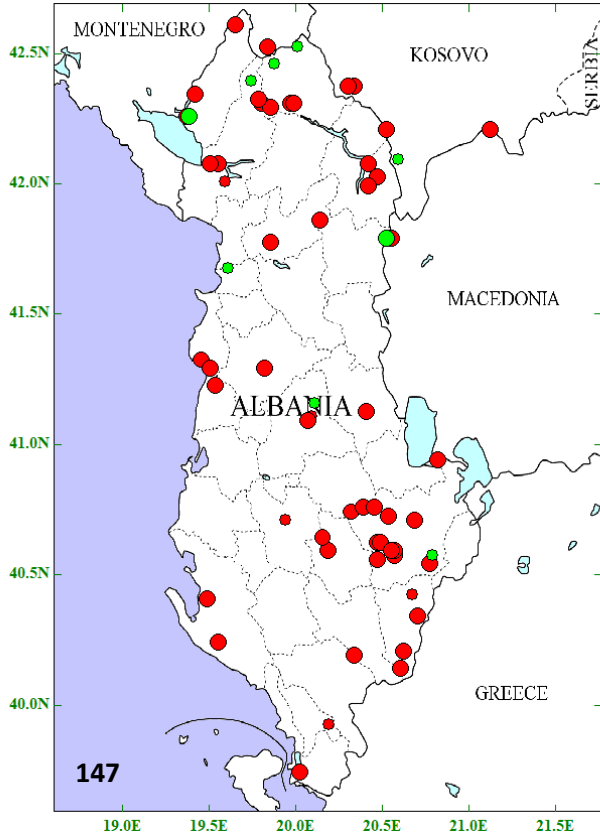 MONTENEGRO
KOSOVO
SERBIA
42.5N
42.0N
41.5N
MACEDONIA
ALBANIA
41.0N
40.5N
40.0N
GREECE
147
19.0E 19.5E 20.0E 20.5E 21.0E 21.5E